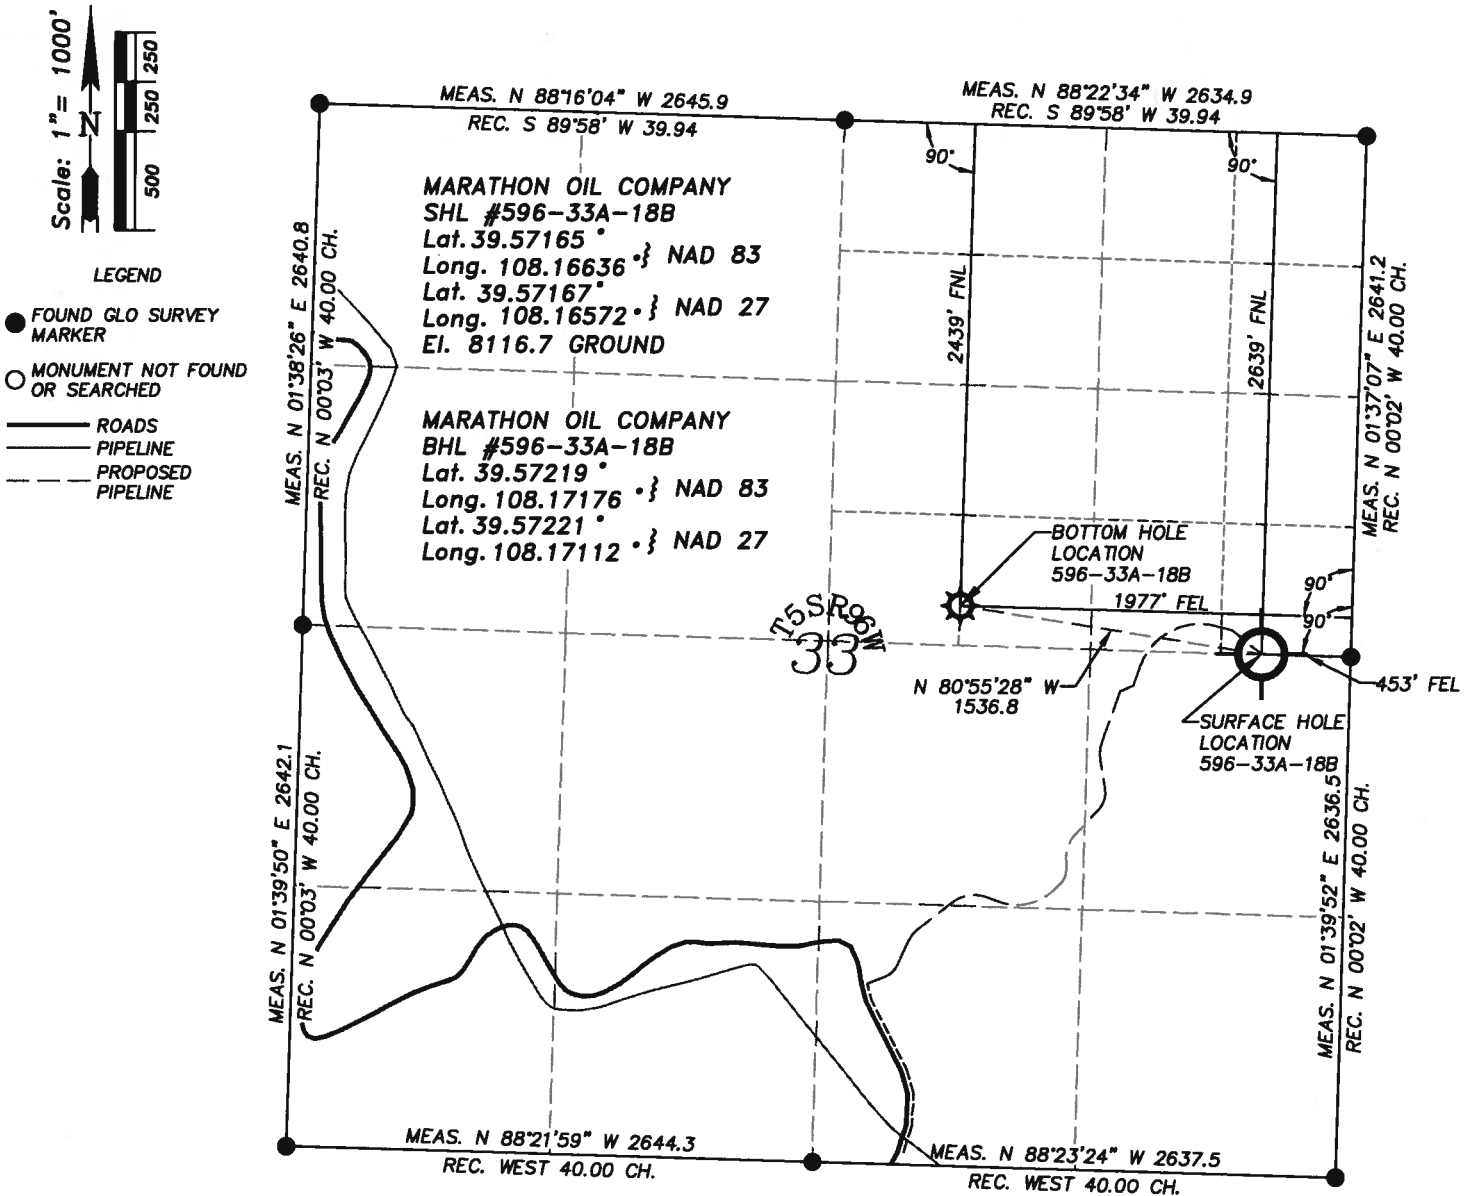 Scale: 1"= 1000'
N
250
250
500
LEGEND
FOUND GLO SURVEY
MARKER
MONUMENT NOT FOUND
OR SEARCHED
ROADS
PIPELINE
PROPOSED
PIPELINE
MEAS. N 88°16'04" W 2645.9
REC. S 89°58' W 39.94
MEAS. N 88°22'34" W 2634.9
REC. S 89°58' W 39.94
90°
90°
MARATHON OIL COMPANY
SHL #596-33A-18B
Lat. 39.57165 °
Long. 108.16636 ° } NAD 83
Lat. 39.57167°
Long. 108.16572 ° } NAD 27
El. 8116.7 GROUND
MARATHON OIL COMPANY
BHL #596-33A-18B
Lat. 39.57219 °
Long. 108.17176 ° } NAD 83
Lat. 39.57221 °
Long. 108.17112 ° } NAD 27
MEAS. N 01°38'26" E 2640.8
REC. N 00°03' W 40.00 CH.
2439' FNL
2639' FNL
MEAS. N 01°37'07" E 2641.2
REC. N 00°02' W 40.00 CH.
BOTTOM HOLE
LOCATION
596-33A-18B
1977' FEL
90°
90°
T5S R96W
33
N 80°55'28" W
1536.8
453' FEL
SURFACE HOLE
LOCATION
596-33A-18B
MEAS. N 01°39'50" E 2642.1
REC. N 00°03' W 40.00 CH.
MEAS. N 01°39'52" E 2636.5
REC. N 00°02' W 40.00 CH.
MEAS. N 88°21'59" W 2644.3
REC. WEST 40.00 CH.
MEAS. N 88°23'24" W 2637.5
REC. WEST 40.00 CH.